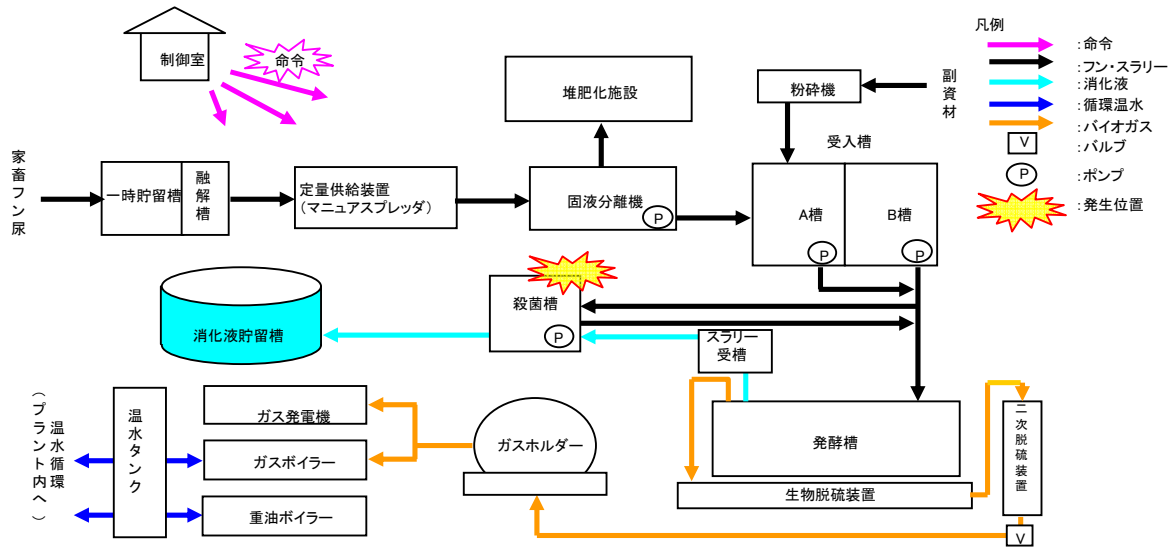 制御室
命令
凡例
：命令
：フン・スラリー
：消化液
：循環温水
：バイオガス
V
：バルブ
P
：ポンプ
：発生位置
堆肥化施設
粉砕機
副資材
受入槽
家畜フン尿
一時貯留槽
融解槽
定量供給装置
（マニュアスプレッダ）
固液分離機
P
A槽
P
B槽
P
殺菌槽
P
消化液貯留槽
スラリー
受槽
発酵槽
生物脱硫装置
二次脱硫装置
V
ガスホルダー
ガス発電機
ガスボイラー
重油ボイラー
温水タンク
温水循環
（プラント内へ）